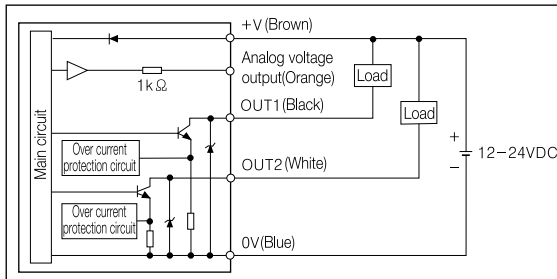 +V (Brown)
Analog voltage
output(Orange)
1kΩ
Load
Load
OUT1 (Black)
Main circuit
Over current
protection circuit
+
12-24VDC
-
OUT2 (White)
Over current
protection circuit
0V(Blue)